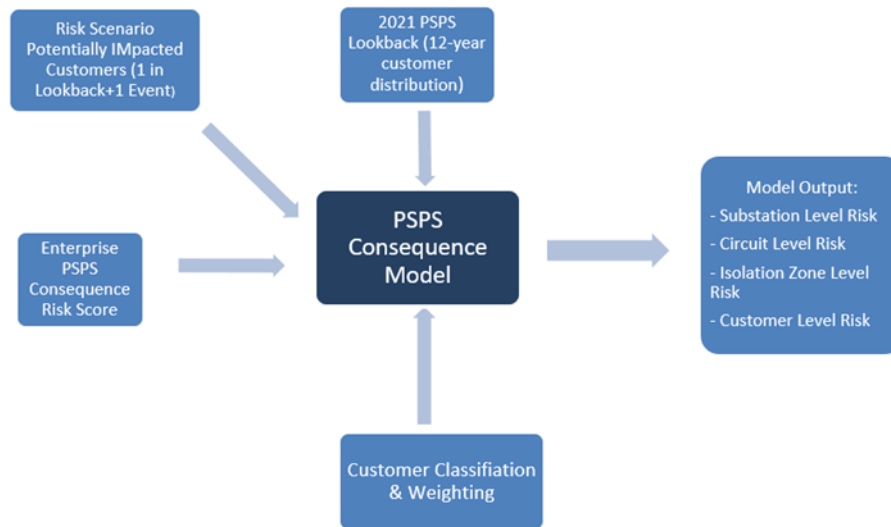 Risk Scenario
Potentially IMpacted
Customers (1 in
Lookback+1 Event)
2021 PSPS
Lookback (12-year
customer
distribution)
Enterprise
PSPS
Consequence
Risk Score
PSPS
Consequence
Model
Model Output:
- Substation Level Risk
- Circuit Level Risk
- Isolation Zone Level
Risk
- Customer Level Risk
Customer Classifiation
& Weighting